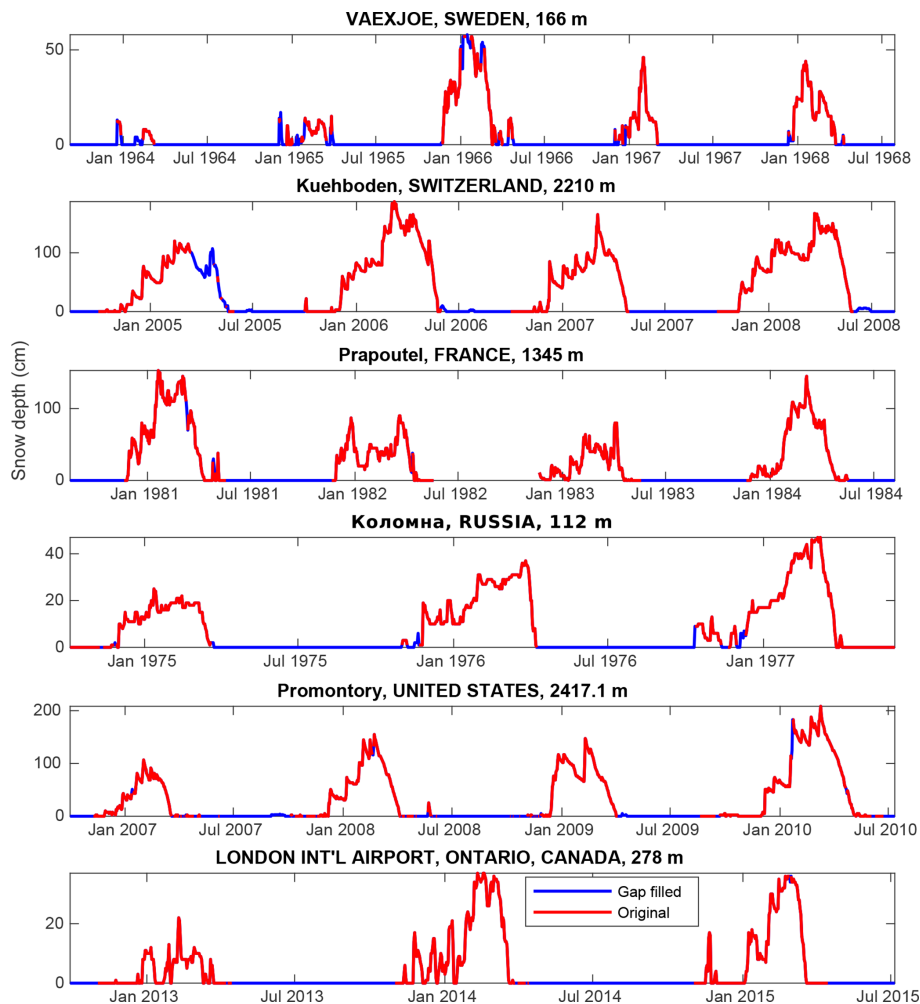 VAEXJOE, SWEDEN, 166 m
50
0
Jan 1964 Jul 1964 Jan 1965 Jul 1965 Jan 1966 Jul 1966 Jan 1967 Jul 1967 Jan 1968 Jul 1968
Kuehboden, SWITZERLAND, 2210 m
100
0
Jan 2005 Jul 2005 Jan 2006 Jul 2006 Jan 2007 Jul 2007 Jan 2008 Jul 2008
Snow depth (cm)
Prapoutel, FRANCE, 1345 m
100
0
Jan 1981 Jul 1981 Jan 1982 Jul 1982 Jan 1983 Jul 1983 Jan 1984 Jul 1984
Коломна, RUSSIA, 112 m
40
20
0
Jan 1975 Jul 1975 Jan 1976 Jul 1976 Jan 1977
Promontory, UNITED STATES, 2417.1 m
200
100
0
Jan 2007 Jul 2007 Jan 2008 Jul 2008 Jan 2009 Jul 2009 Jan 2010 Jul 2010
LONDON INT'L AIRPORT, ONTARIO, CANADA, 278 m
Gap filled
Original
20
0
Jan 2013 Jul 2013 Jan 2014 Jul 2014 Jan 2015 Jul 2015